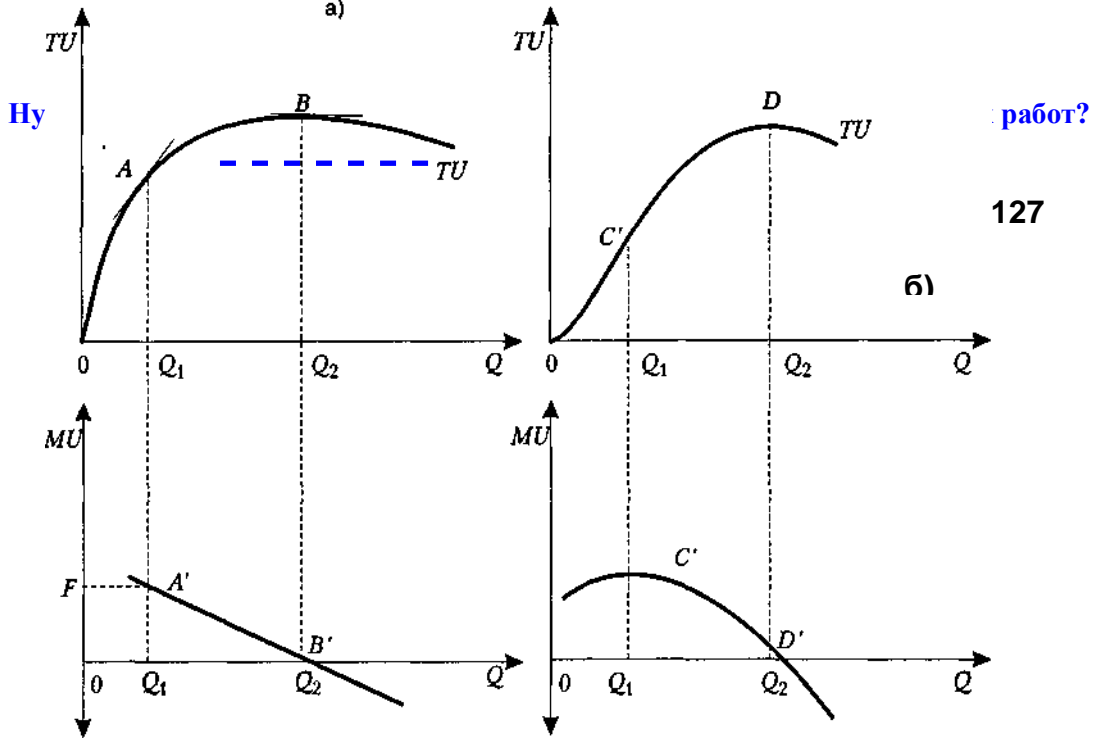 а)
TU
TU
B
D
Ну
работ?
TU
A
TU
127
C'
б)
0 Q₁ Q₂ Q
0 Q₁ Q₂ Q
MU
MU
C'
F A'
B'
D'
0 Q₁ Q₂ Q
0 Q₁ Q₂ Q